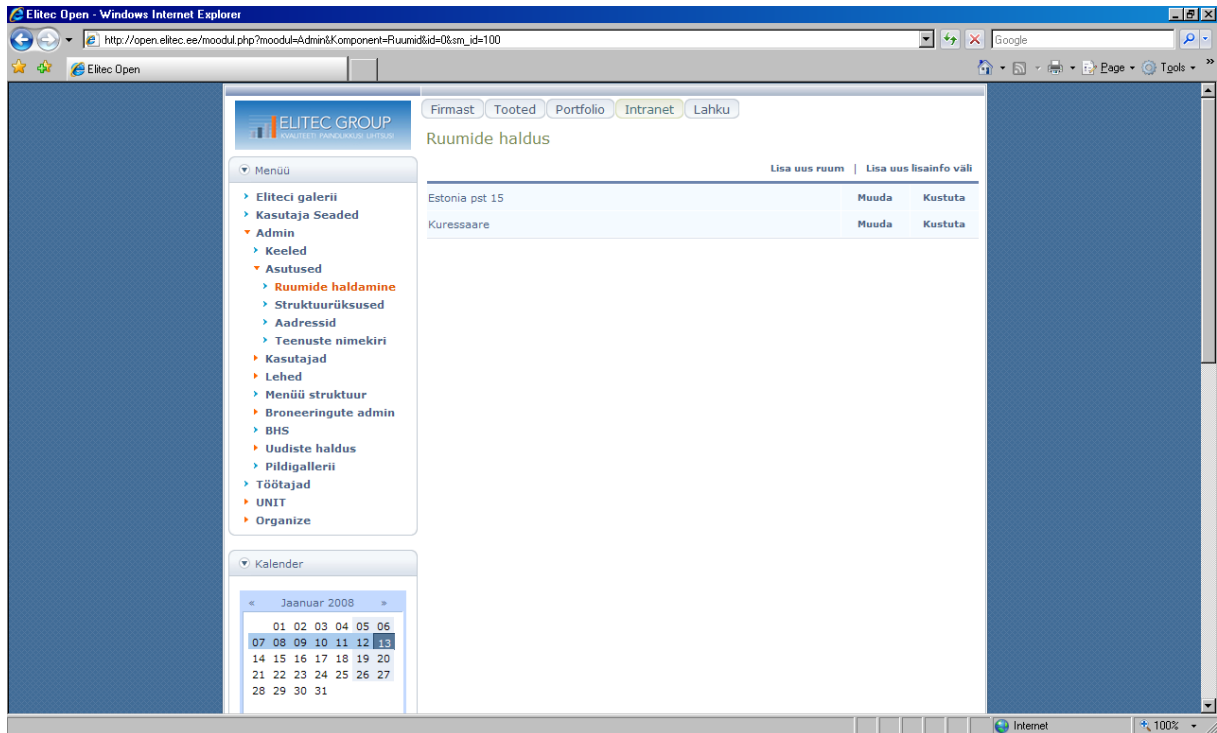 Elitec Open - Windows Internet Explorer
http://open.elitec.ee/moodul.php?moodul=Admin&Komponent=Ruumid&id=0&sm_id=100
Google
Elitec Open
Page Tools »
ELITEC GROUP
KVALITEETI PAINDLIKKUSI LIHTSUSI
Firmast Tooted Portfolio Intranet Lahku
Ruumide haldus
Lisa uus ruum | Lisa uus lisainfo väli
Estonia pst 15 Muuda Kustuta
Kuressaare Muuda Kustuta
Menüü
Eliteci galerii
Kasutaja Seaded
Admin
Keeled
Asutused
Ruumide haldamine
Struktuurüksused
Aadressid
Teenuste nimekiri
Kasutajad
Lehed
Menüü struktuur
Broneeringute admin
BHS
Uudiste haldus
Pildigallerii
Töötajad
UNIT
Organize
Kalender
« Jaanuar 2008 »
01 02 03 04 05 06
07 08 09 10 11 12 13
14 15 16 17 18 19 20
21 22 23 24 25 26 27
28 29 30 31
Internet 100%